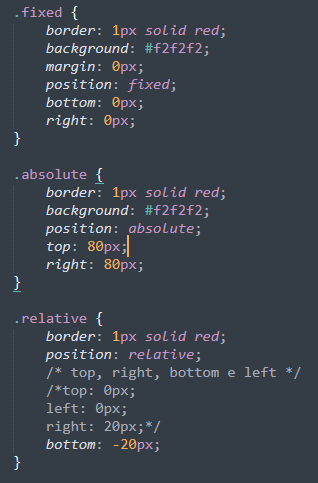 .fixed {
    border: 1px solid red;
    background: #f2f2f2;
    margin: 0px;
    position: fixed;
    bottom: 0px;
    right: 0px;
}

.absolute {
    border: 1px solid red;
    background: #f2f2f2;
    position: absolute;
    top: 80px;
    right: 80px;
}

.relative {
    border: 1px solid red;
    position: relative;
    /* top, right, bottom e left */
    /*top: 0px;
    left: 0px;
    right: 20px;*/
    bottom: -20px;
}